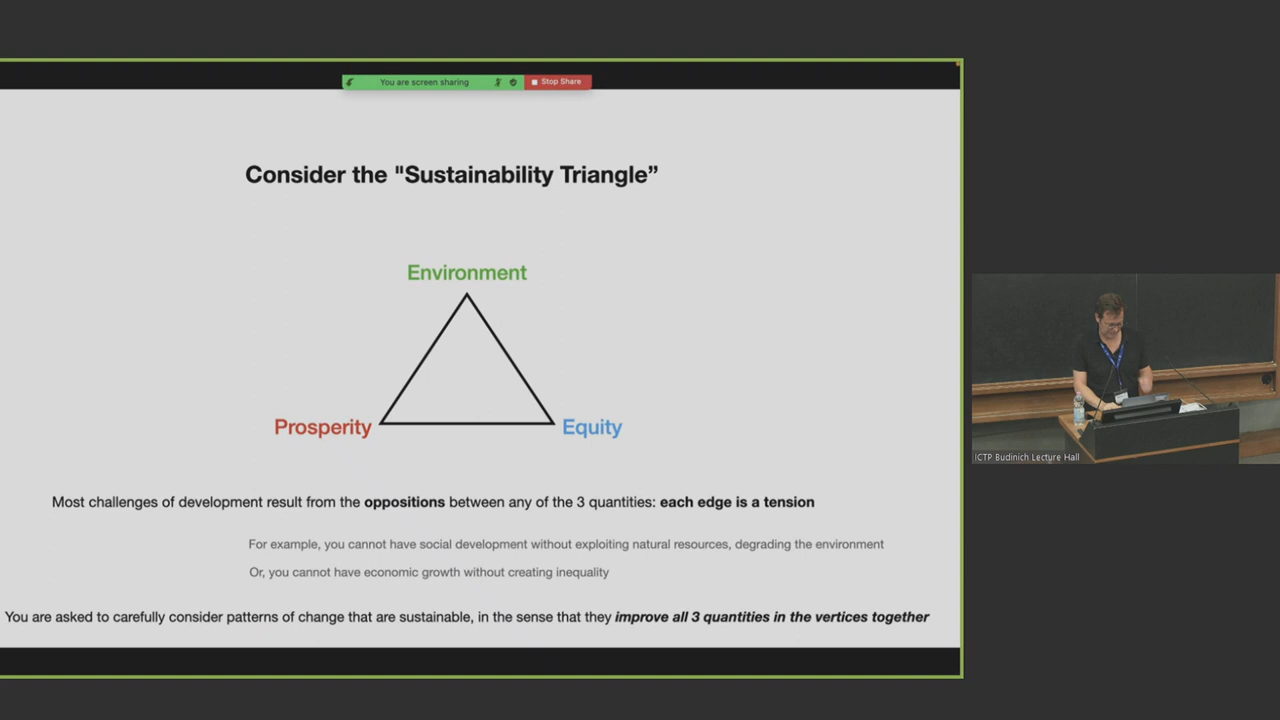 You are screen sharing
Stop Share
Consider the "Sustainability Triangle”
Environment
Prosperity
Equity
Most challenges of development result from the oppositions between any of the 3 quantities: each edge is a tension
For example, you cannot have social development without exploiting natural resources, degrading the environment
Or, you cannot have economic growth without creating inequality
You are asked to carefully consider patterns of change that are sustainable, in the sense that they improve all 3 quantities in the vertices together
ICTP Budinich Lecture Hall